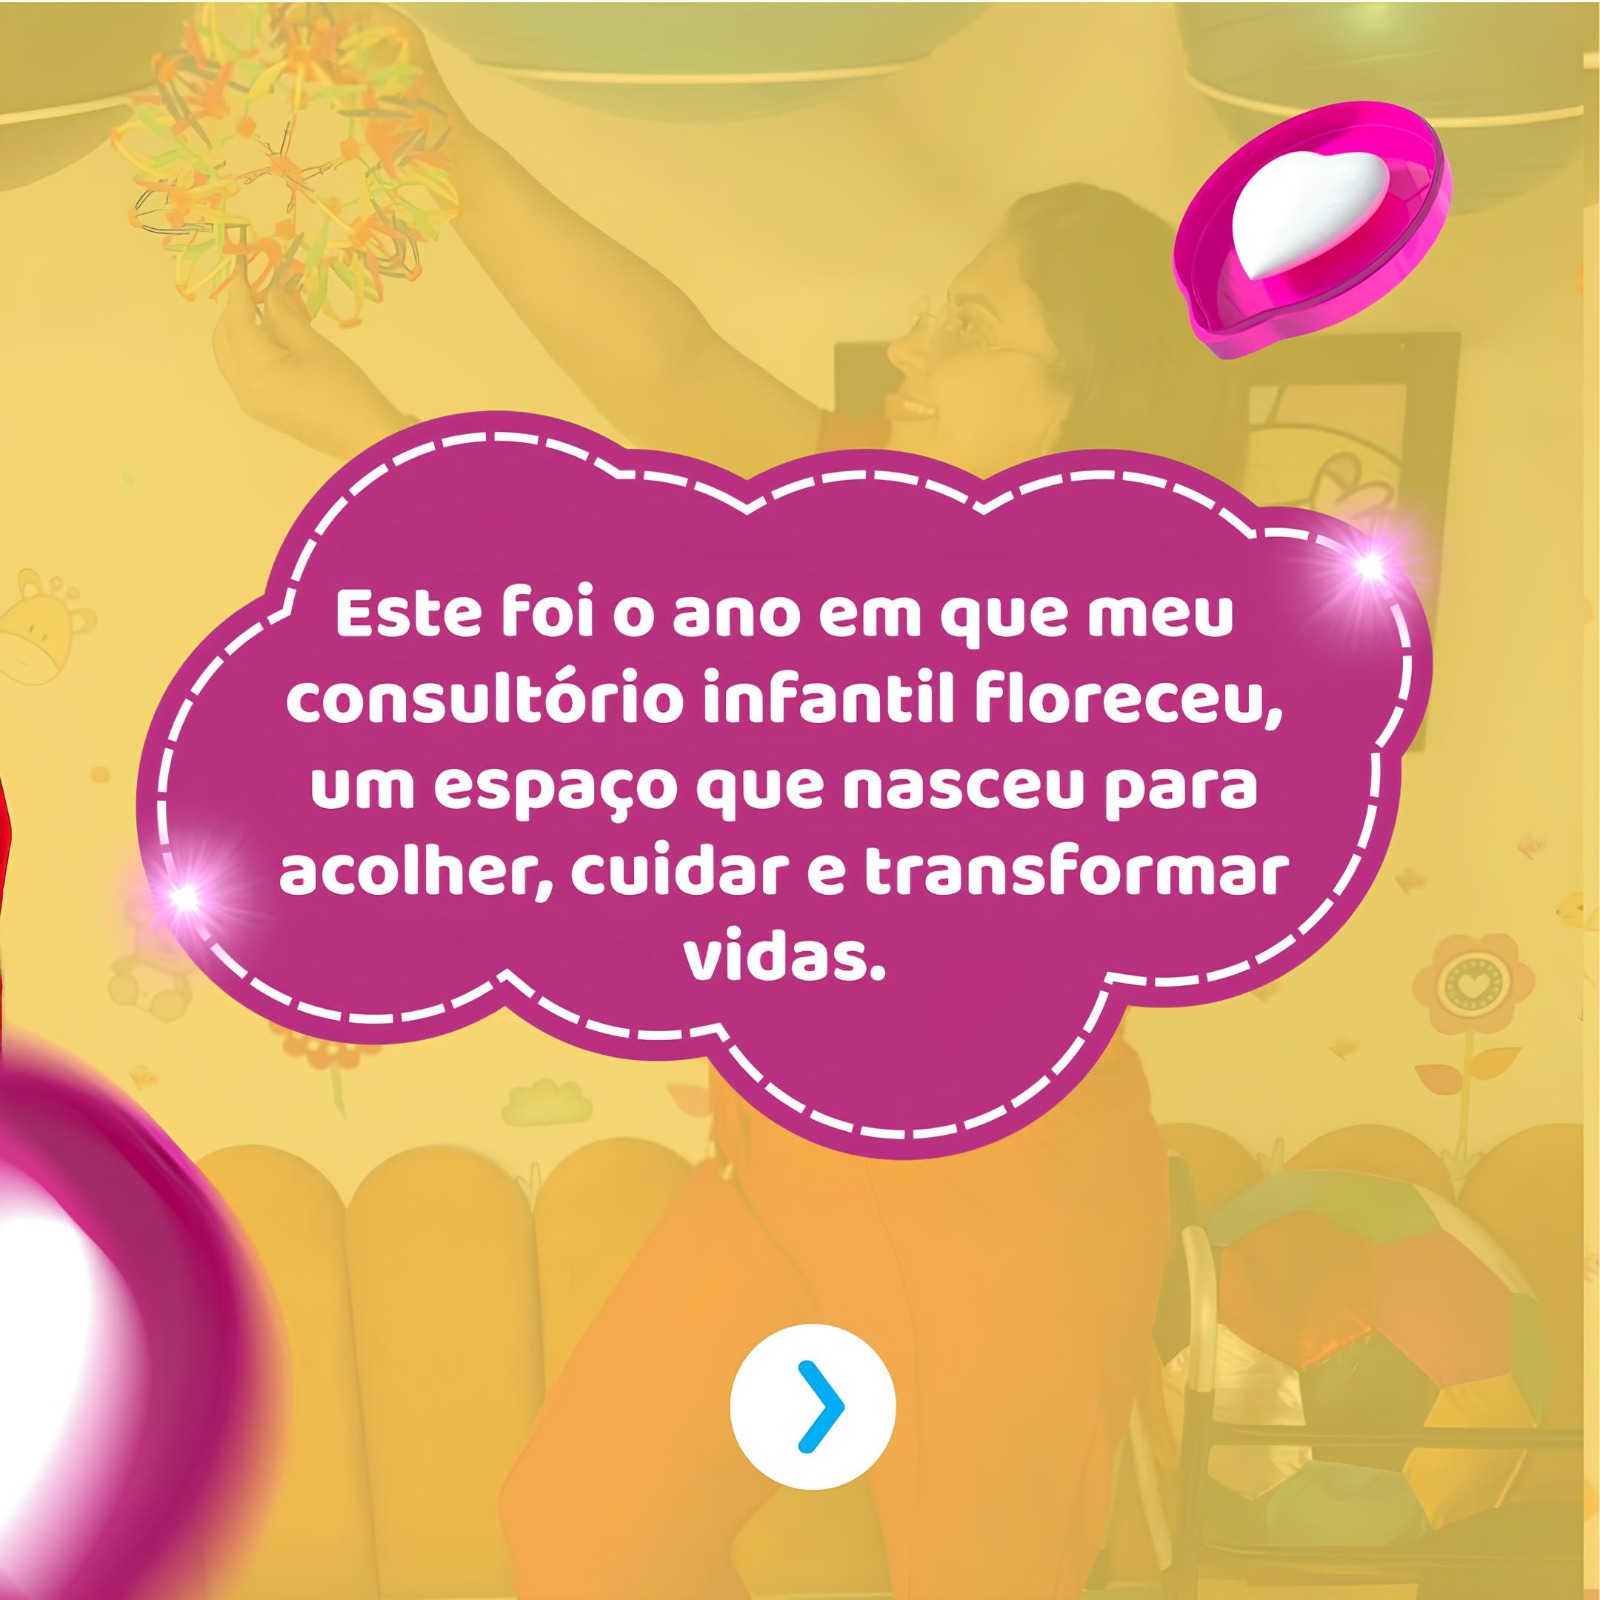 Este foi o ano em que meu
consultório infantil floreceu,
um espaço que nasceu para
acolher, cuidar e transformar
vidas.